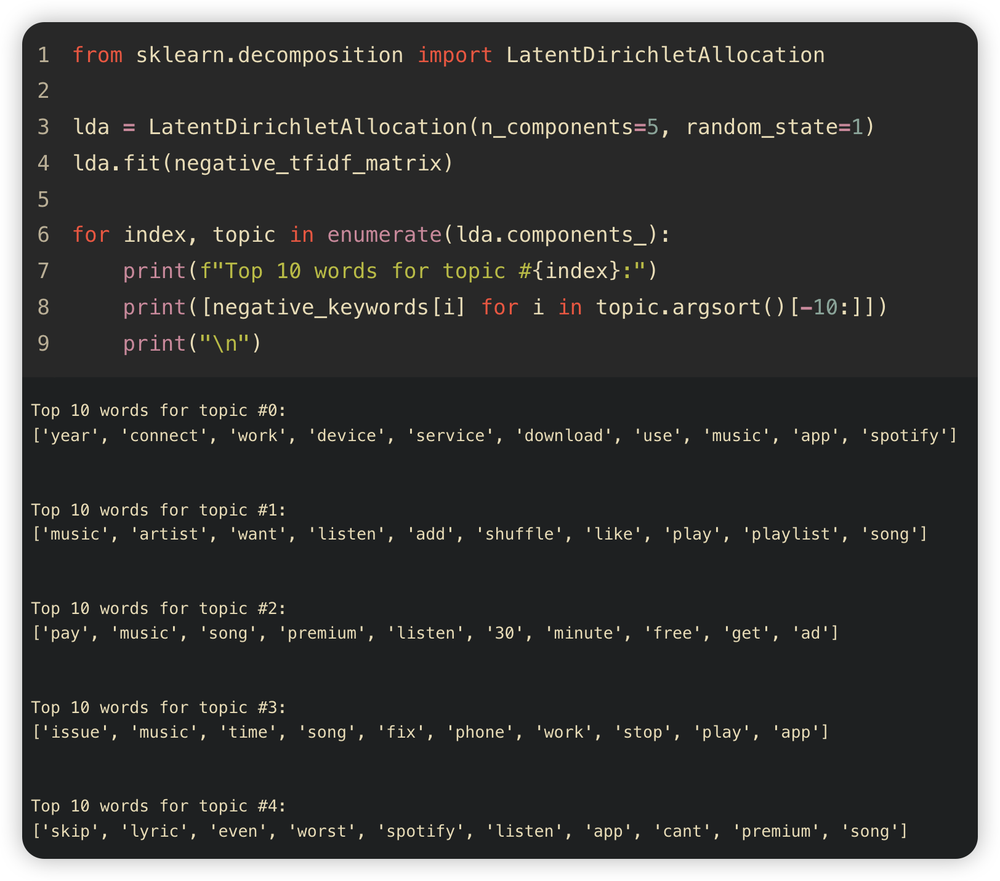 1 from sklearn.decomposition import LatentDirichletAllocation
2
3 lda = LatentDirichletAllocation(n_components=5, random_state=1)
4 lda.fit(negative_tfidf_matrix)
5
6 for index, topic in enumerate(lda.components_):
7     print(f"Top 10 words for topic #{index}:")
8     print([negative_keywords[i] for i in topic.argsort()[-10:]])
9     print("\n")
Top 10 words for topic #0:
['year', 'connect', 'work', 'device', 'service', 'download', 'use', 'music', 'app', 'spotify']
Top 10 words for topic #1:
['music', 'artist', 'want', 'listen', 'add', 'shuffle', 'like', 'play', 'playlist', 'song']
Top 10 words for topic #2:
['pay', 'music', 'song', 'premium', 'listen', '30', 'minute', 'free', 'get', 'ad']
Top 10 words for topic #3:
['issue', 'music', 'time', 'song', 'fix', 'phone', 'work', 'stop', 'play', 'app']
Top 10 words for topic #4:
['skip', 'lyric', 'even', 'worst', 'spotify', 'listen', 'app', 'cant', 'premium', 'song']